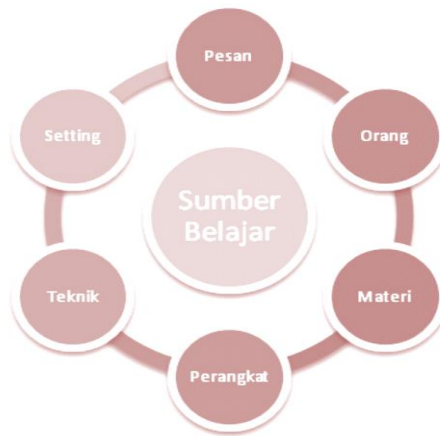 Pesan
Orang
Materi
Perangkat
Teknik
Setting
Sumber
Belajar